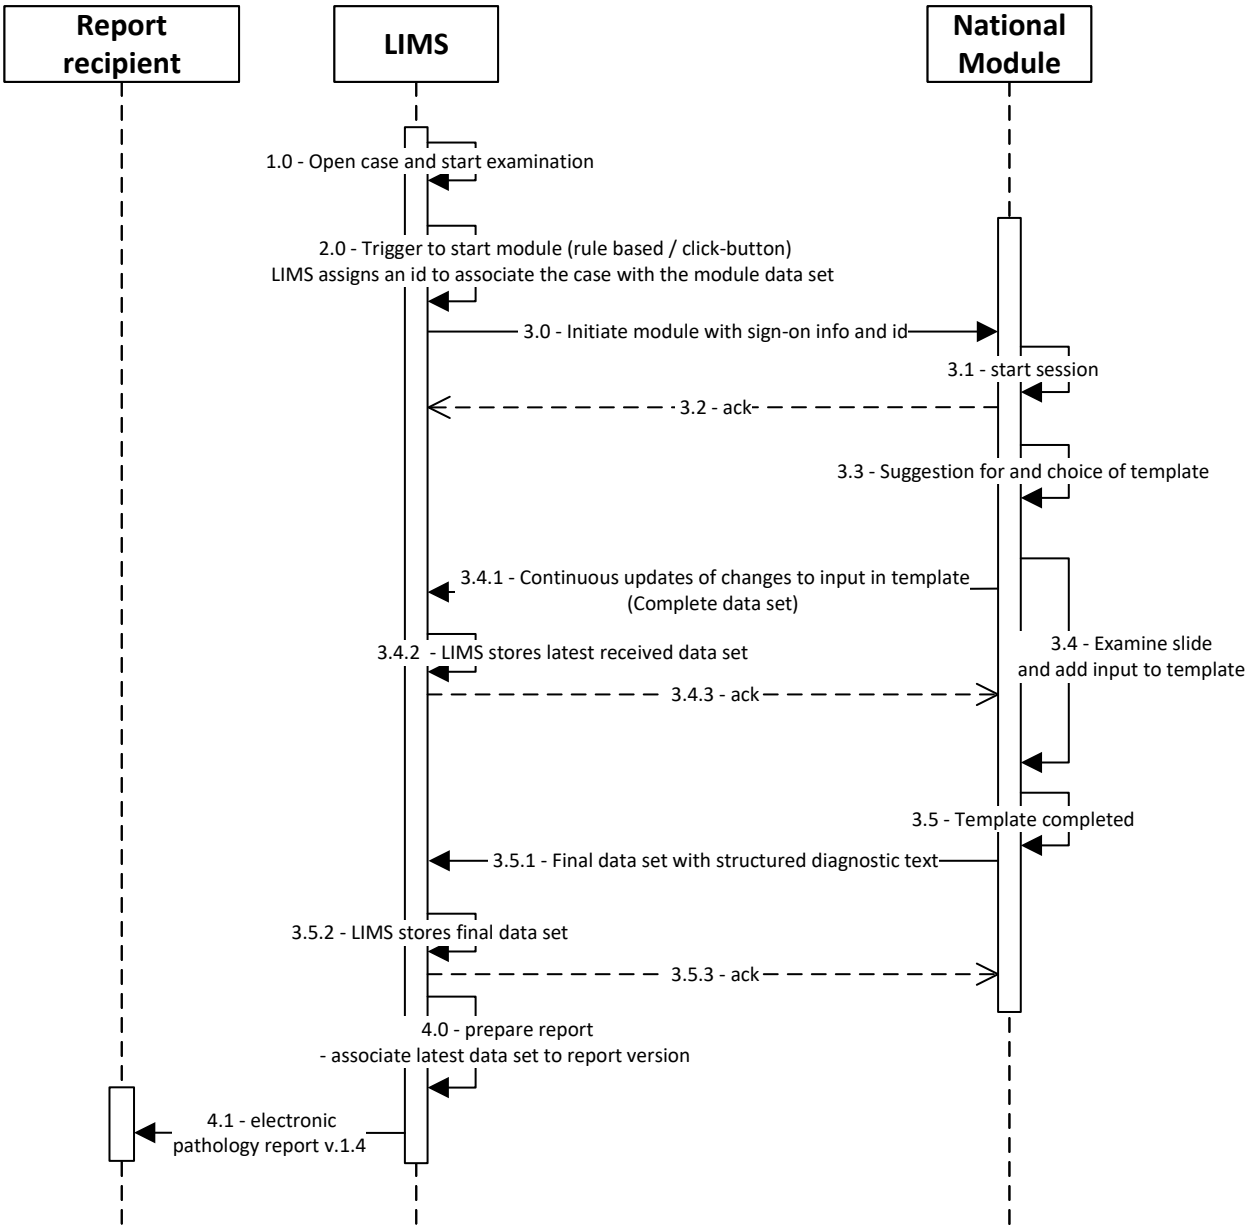 Report
recipient
LIMS
National
Module
1.0 - Open case and start examination
2.0 - Trigger to start module (rule based / click-button)
LIMS assigns an id to associate the case with the module data set
3.0 - Initiate module with sign-on info and id
3.1 - start session
3.2 - ack
3.3 - Suggestion for and choice of template
3.4.1 - Continuous updates of changes to input in template
(Complete data set)
3.4 - Examine slide
and add input to template
3.4.2  - LIMS stores latest received data set
3.4.3 - ack
3.5 - Template completed
3.5.1 - Final data set with structured diagnostic text
3.5.2 - LIMS stores final data set
3.5.3 - ack
4.0 - prepare report
- associate latest data set to report version
4.1 - electronic
pathology report v.1.4